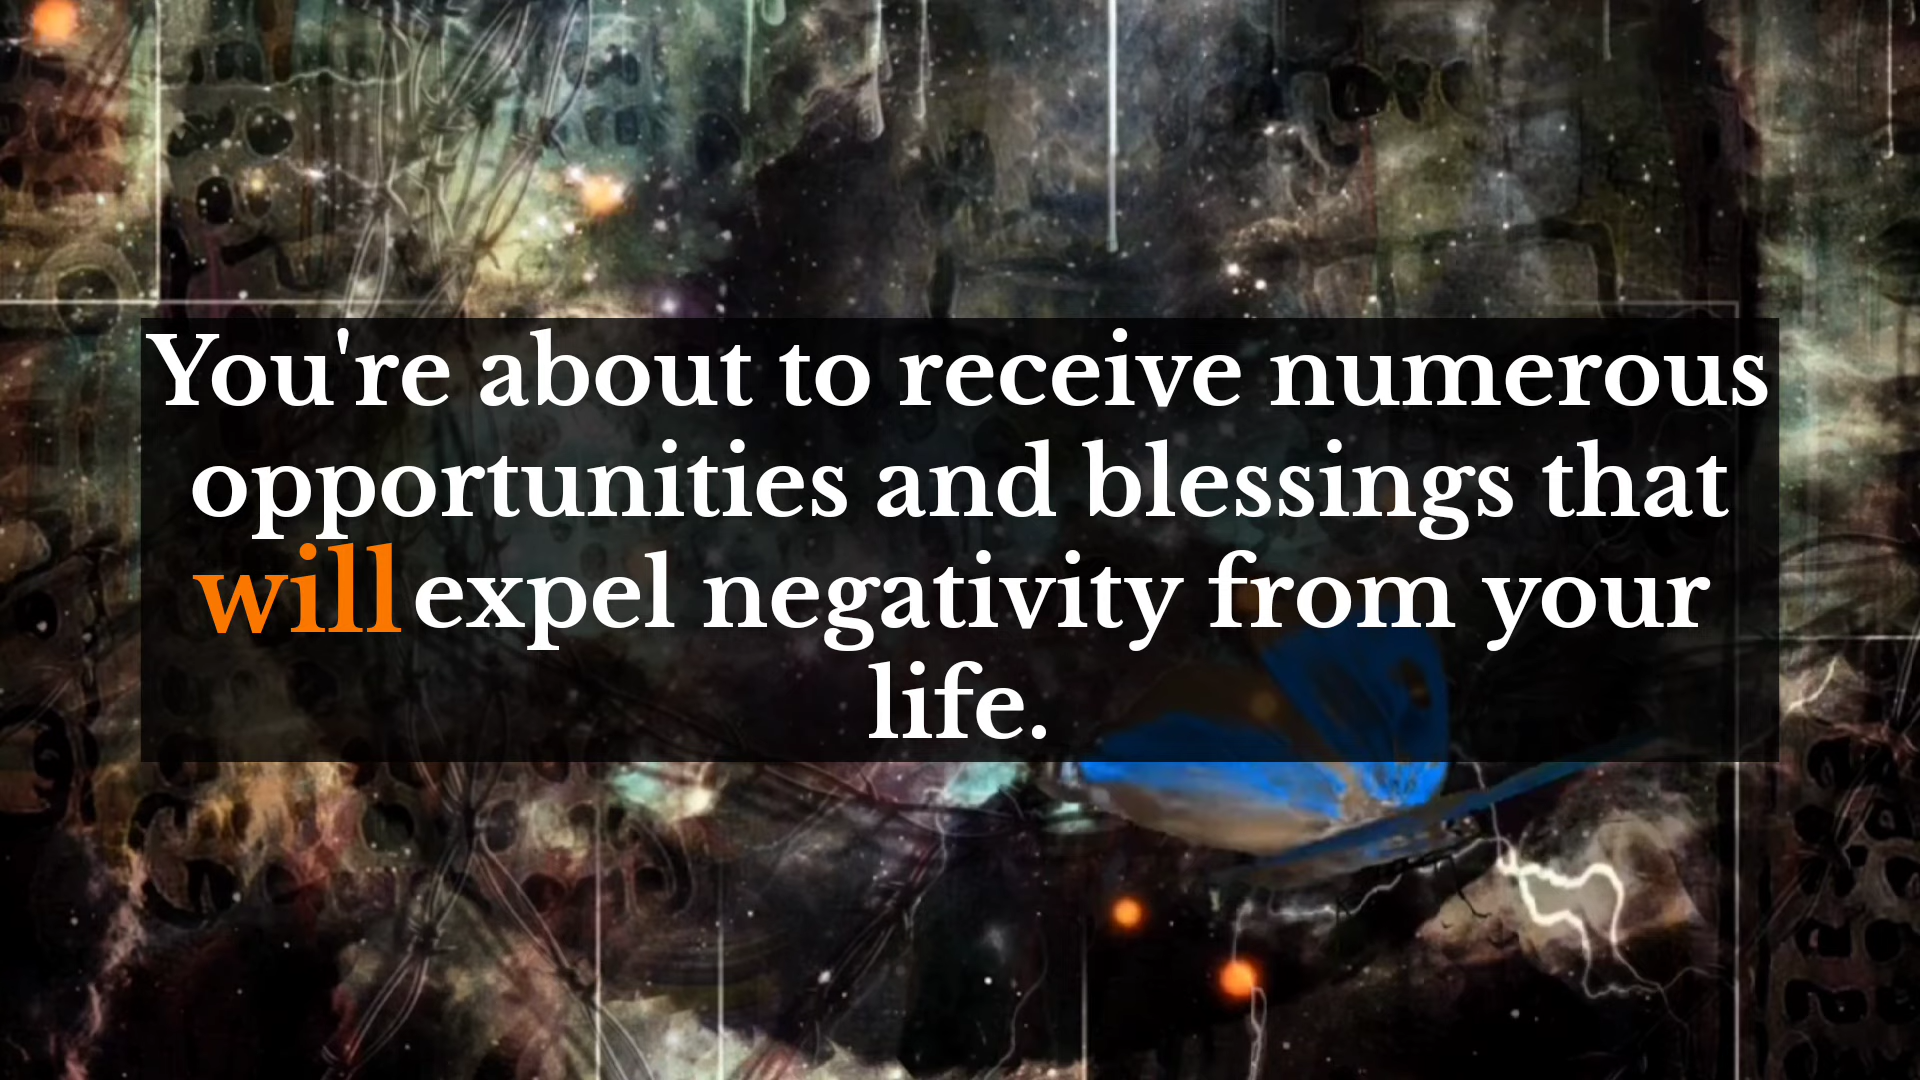 You're about to receive numerous
opportunities and blessings that
will expel negativity from your
life.